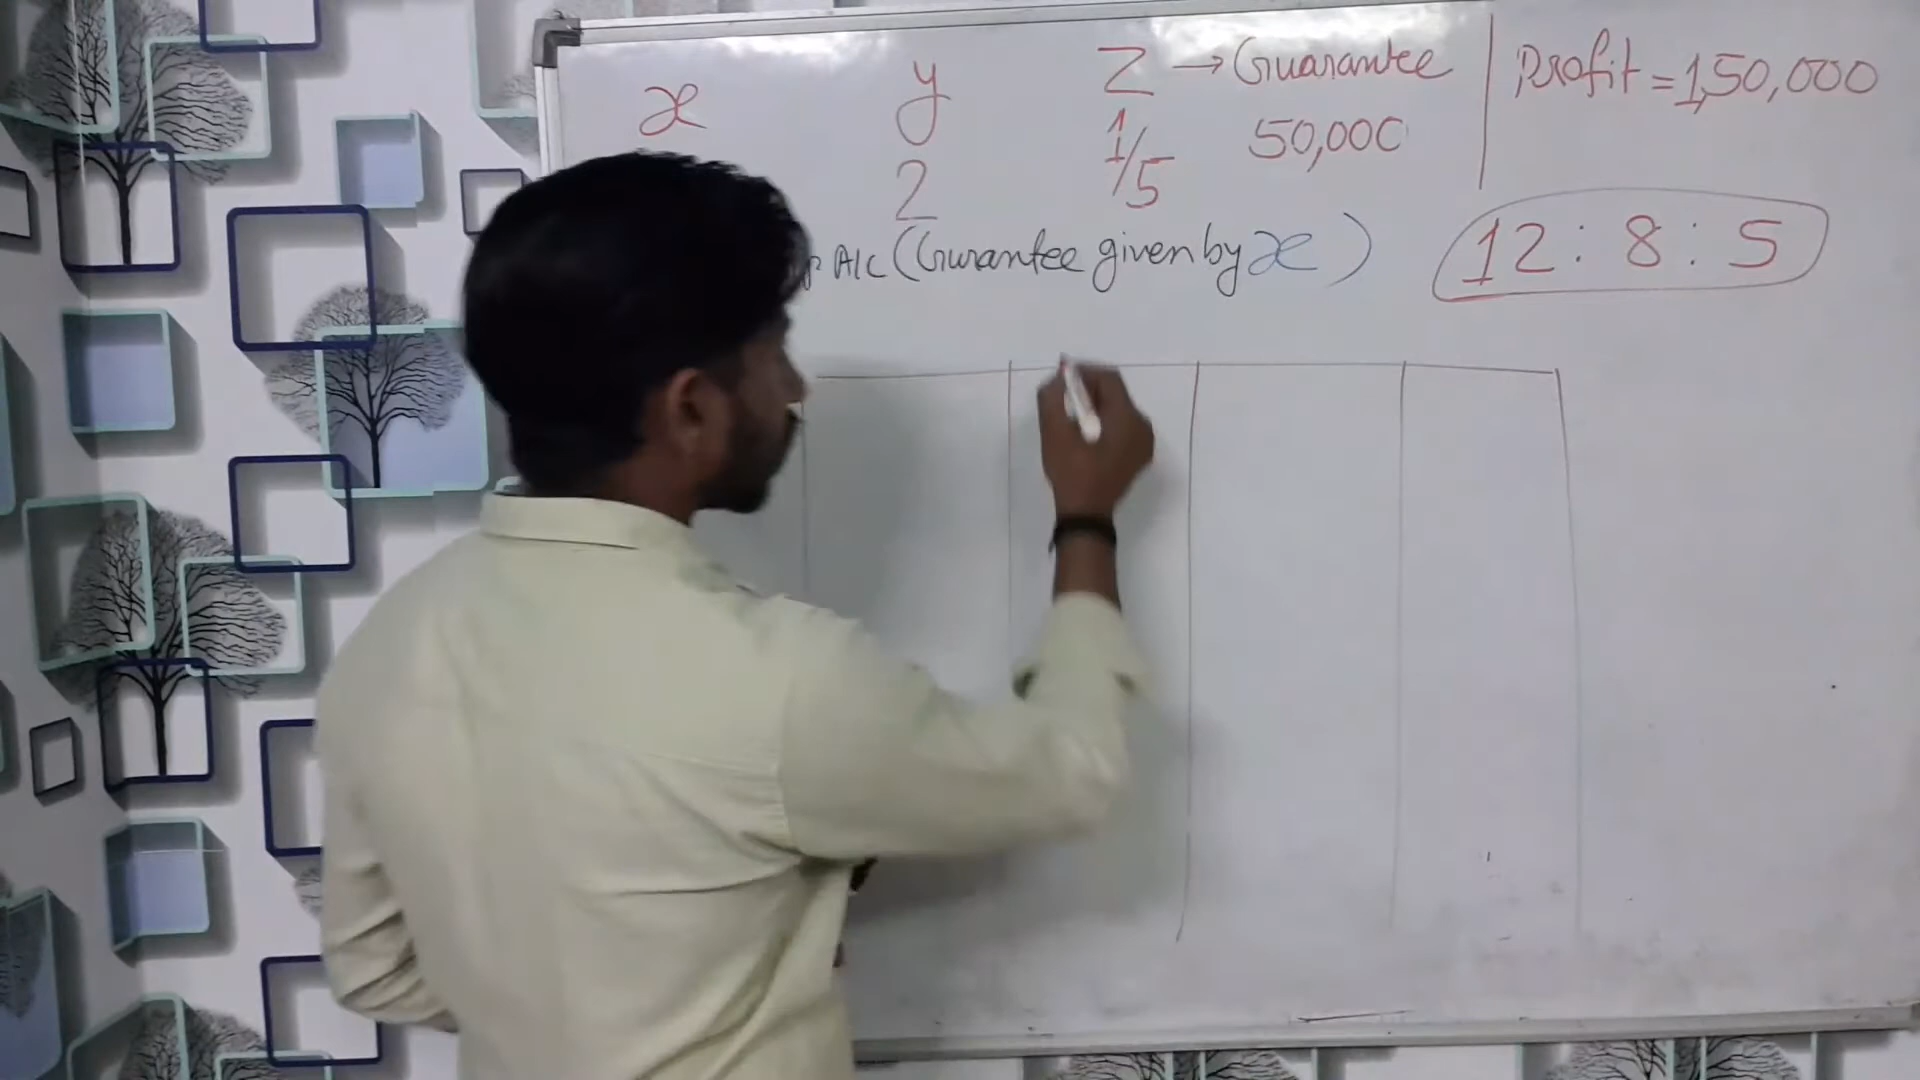 x y Z → Guarantee
2 1/5 50,000
Profit = 1,50,000
A/C (Gurantee given by x)
12 : 8 : 5